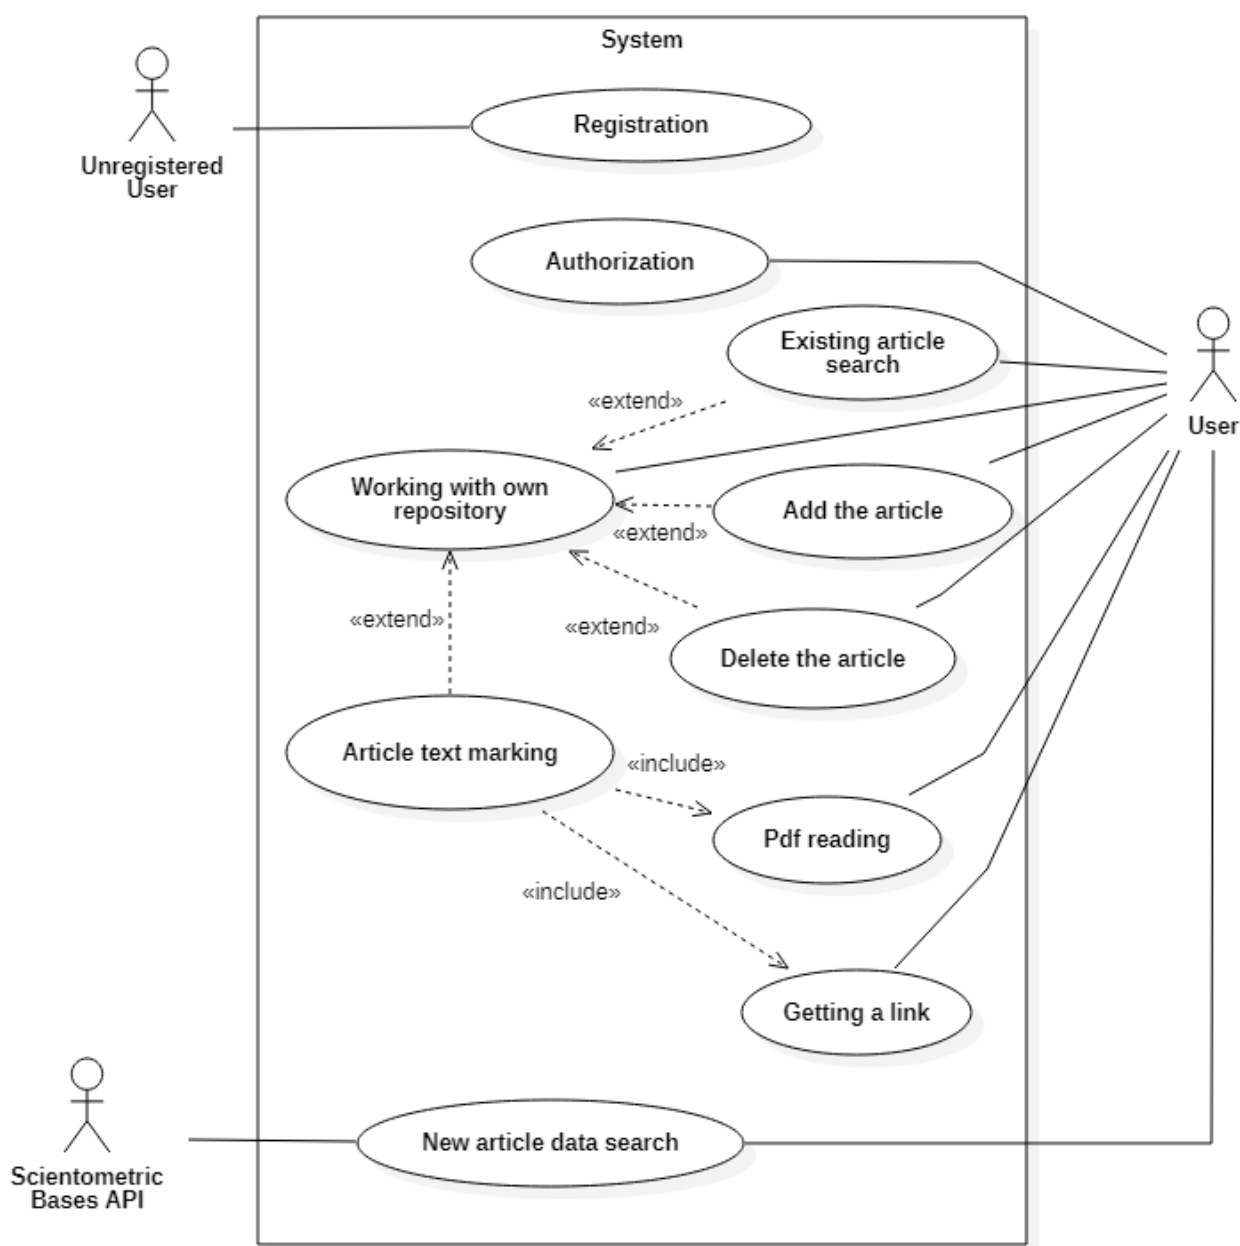 System
Registration
Unregistered
User
Authorization
Existing article
search
«extend»
User
Working with own
repository
Add the article
«extend»
«extend»
«extend»
Delete the article
Article text marking
«include»
Pdf reading
«include»
Getting a link
New article data search
Scientometric
Bases API